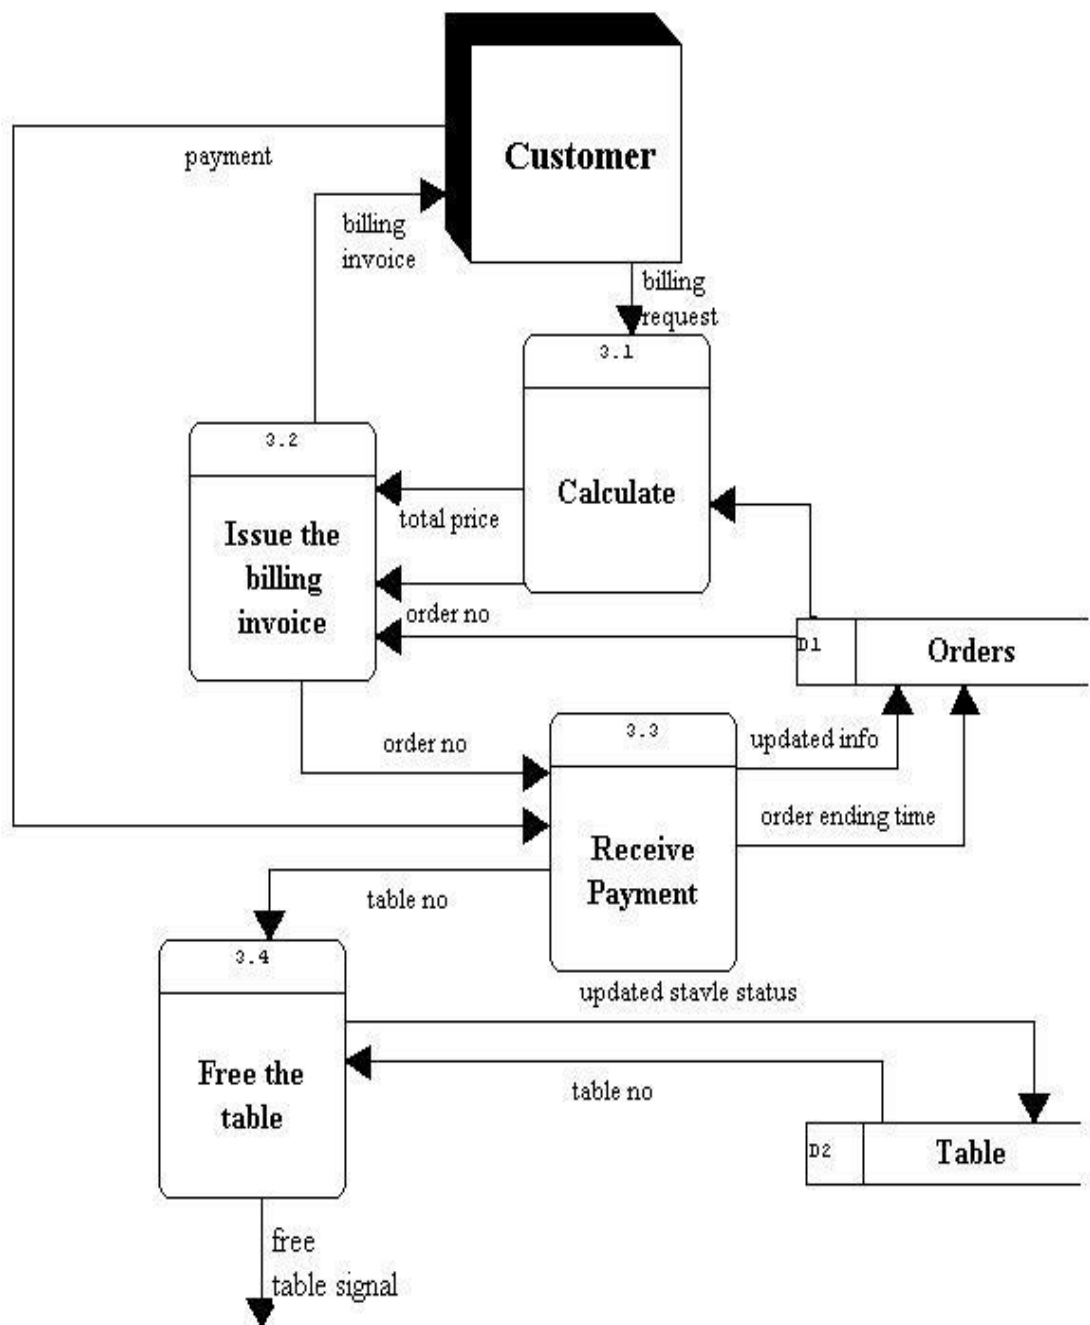 Customer
payment
billing
invoice
billing
request
3.1
Calculate
3.2
Issue the
billing
invoice
total price
order no
D1
Orders
order no
3.3
Receive
Payment
updated info
order ending time
table no
3.4
Free the
table
updated stavle status
table no
D2
Table
free
table signal